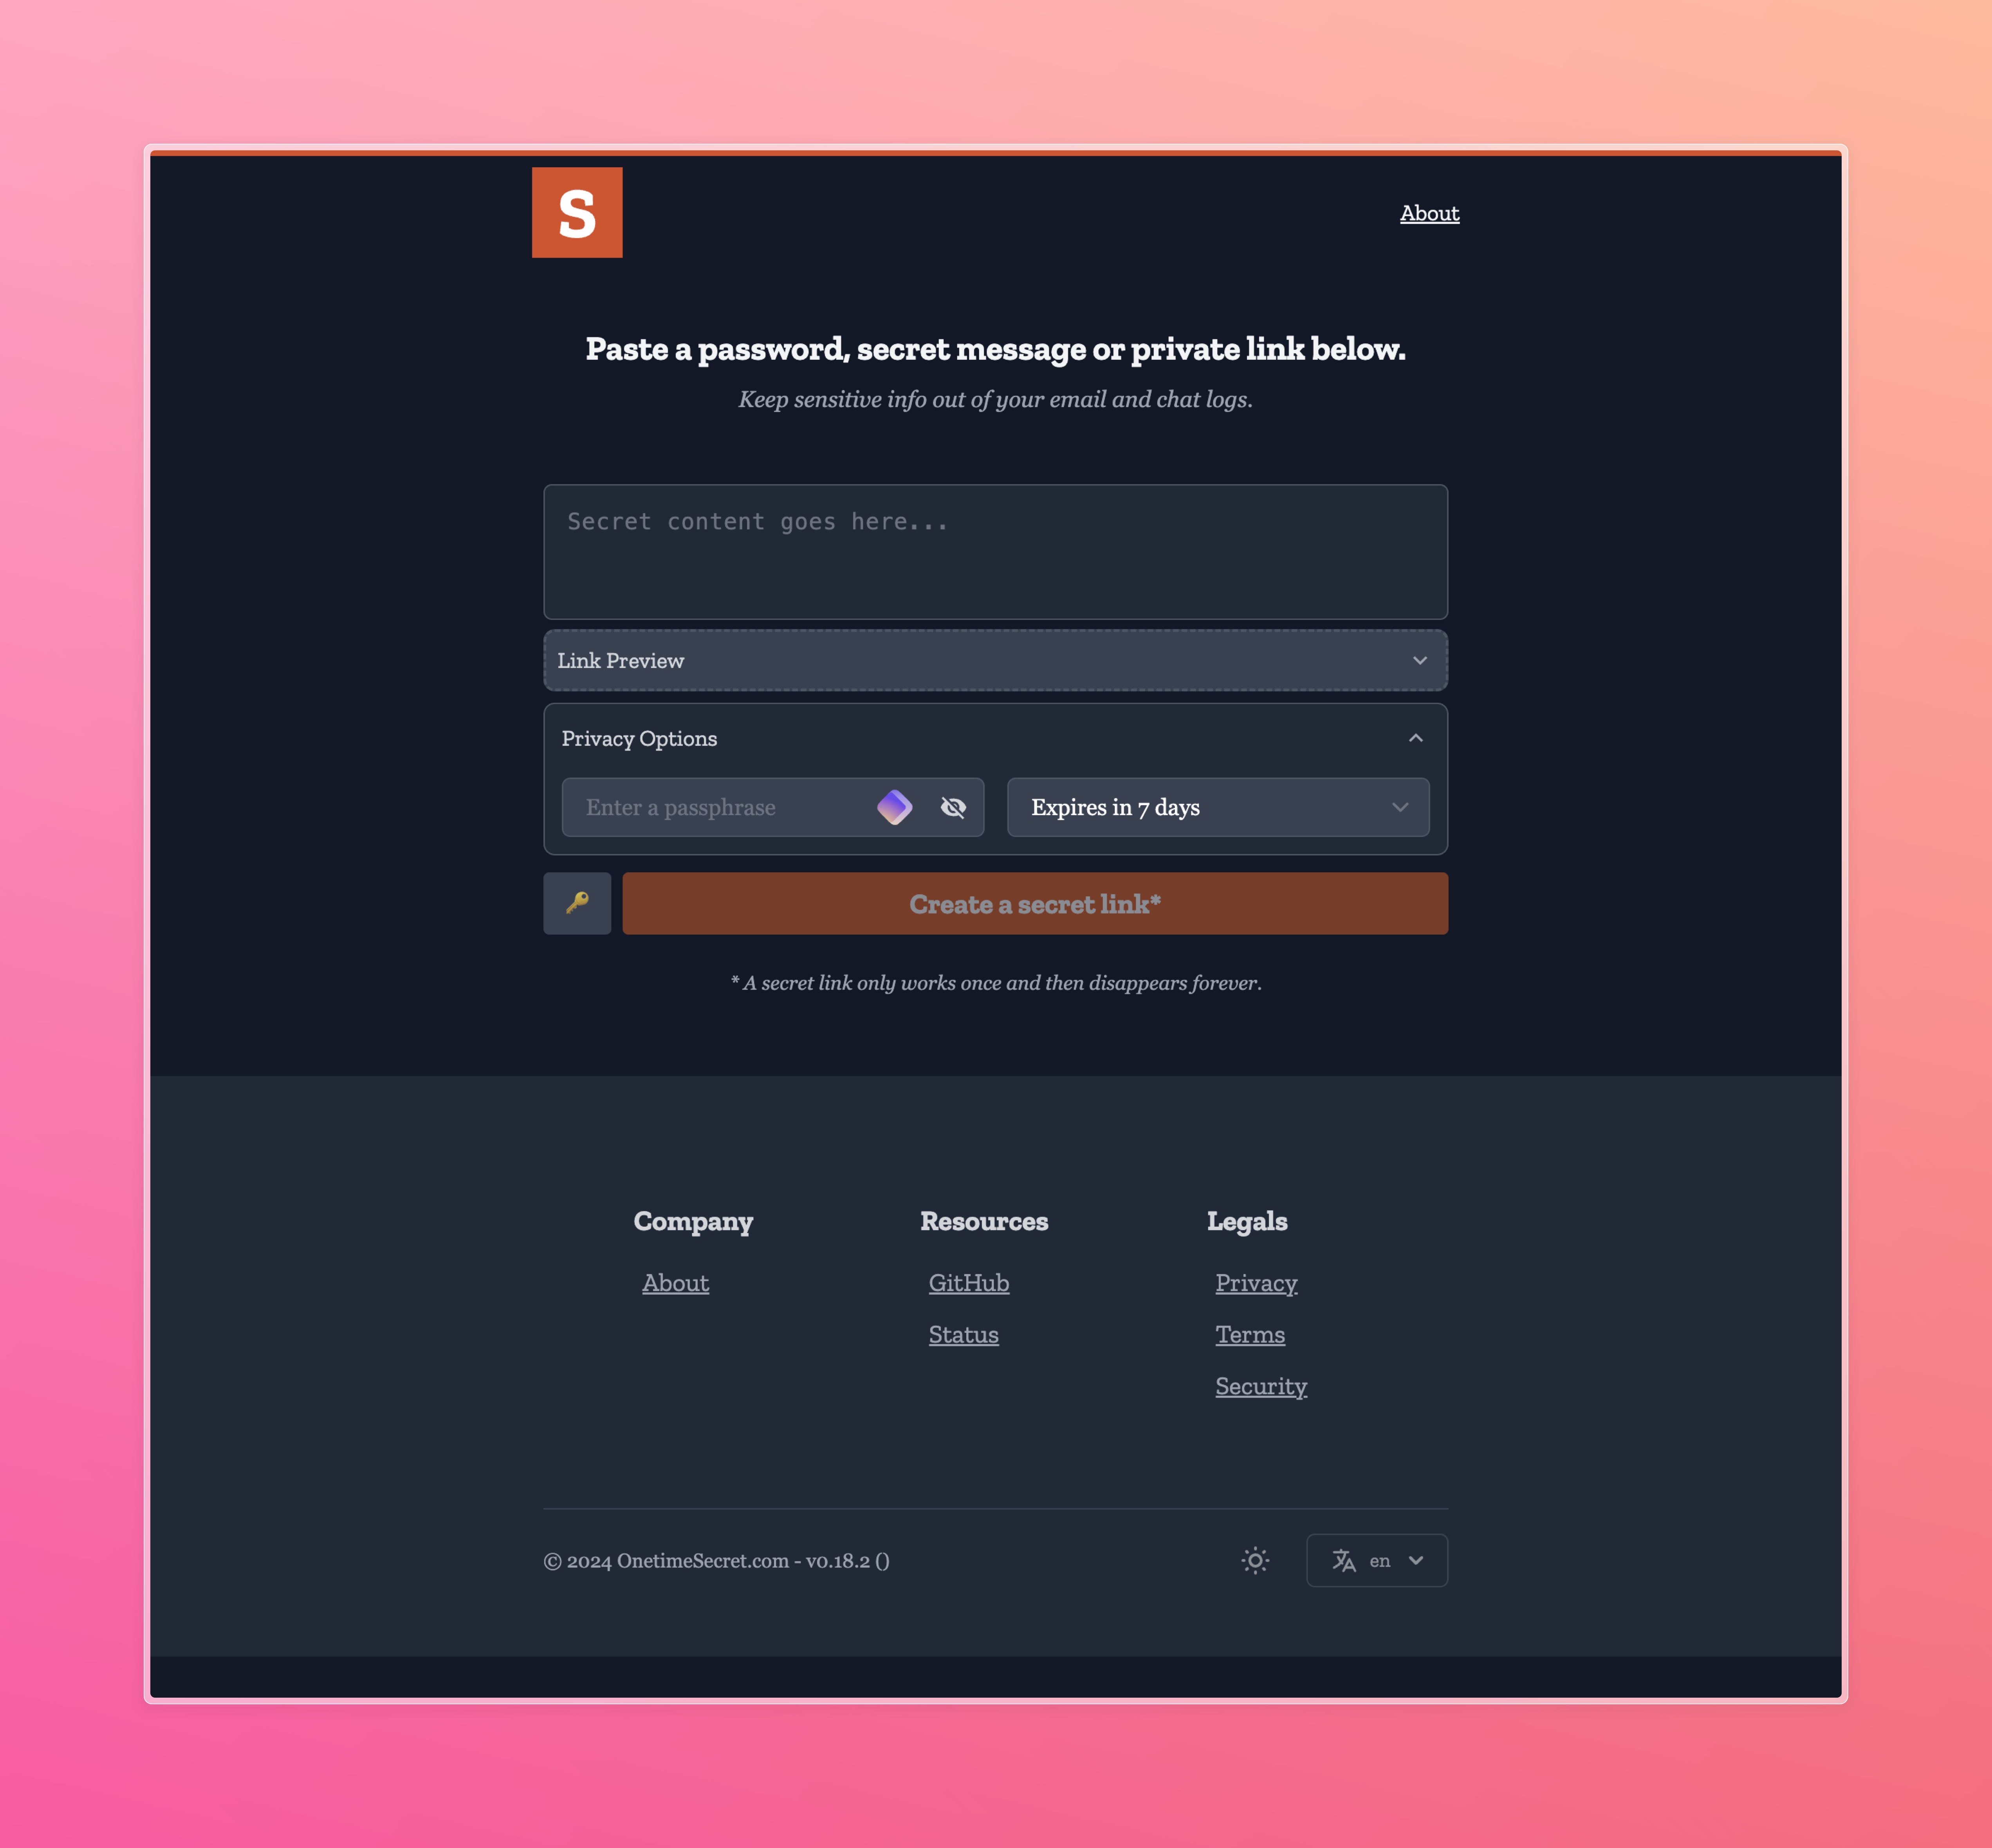 S
About
Paste a password, secret message or private link below.
Keep sensitive info out of your email and chat logs.
Secret content goes here...
Link Preview
Privacy Options
Enter a passphrase
Expires in 7 days
Create a secret link*
* A secret link only works once and then disappears forever.
Company
About
Resources
GitHub
Status
Legals
Privacy
Terms
Security
© 2024 OnetimeSecret.com - v0.18.2 ()
en